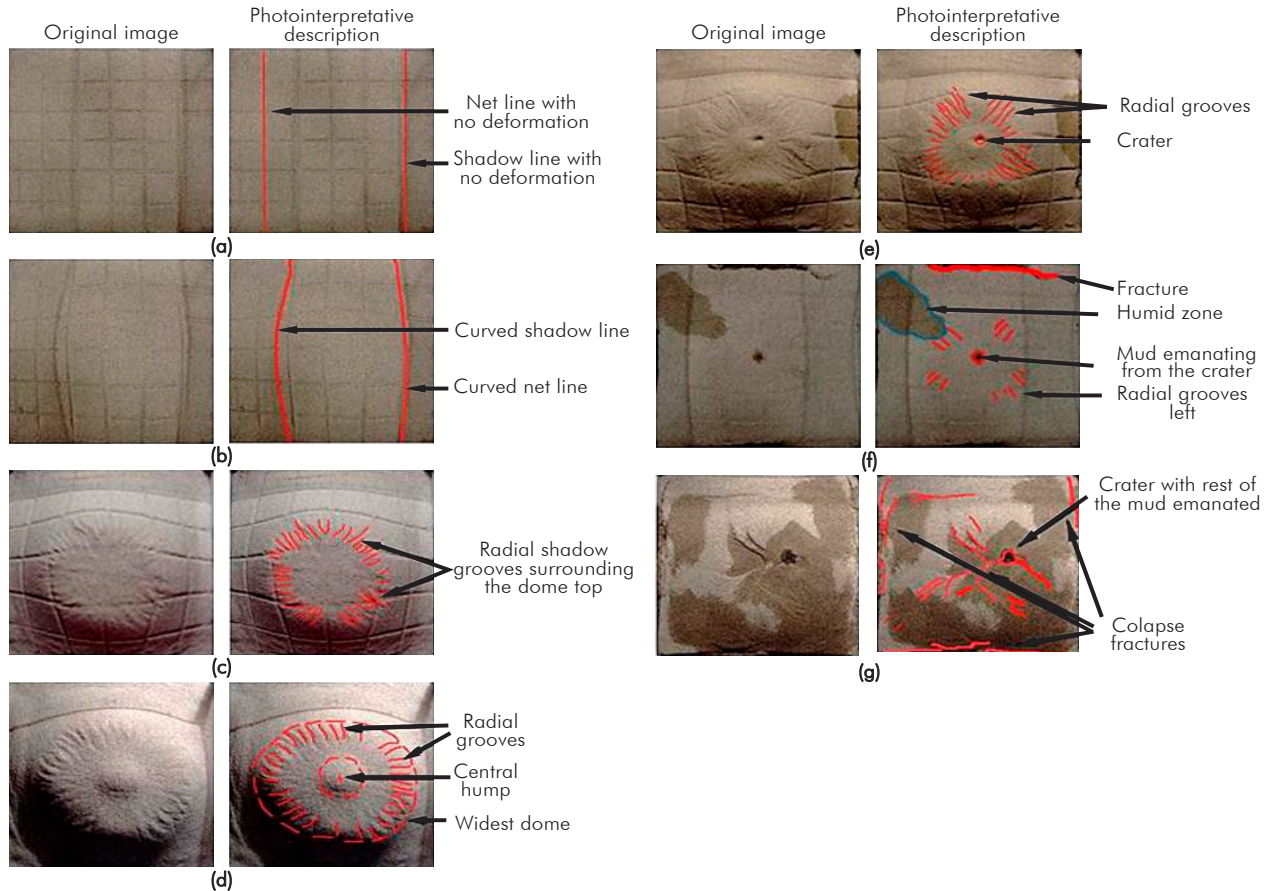 Original image
Photointerpretative
description
Net line with
no deformation
Shadow line with
no deformation
(a)
Curved shadow line
Curved net line
(b)
Radial shadow
grooves surrounding
the dome top
(c)
Radial
grooves
Central
hump
Widest dome
(d)
Original image
Photointerpretative
description
Radial grooves
Crater
(e)
Fracture
Humid zone
Mud emanating
from the crater
Radial grooves
left
(f)
Crater with rest of
the mud emanated
Colapse
fractures
(g)